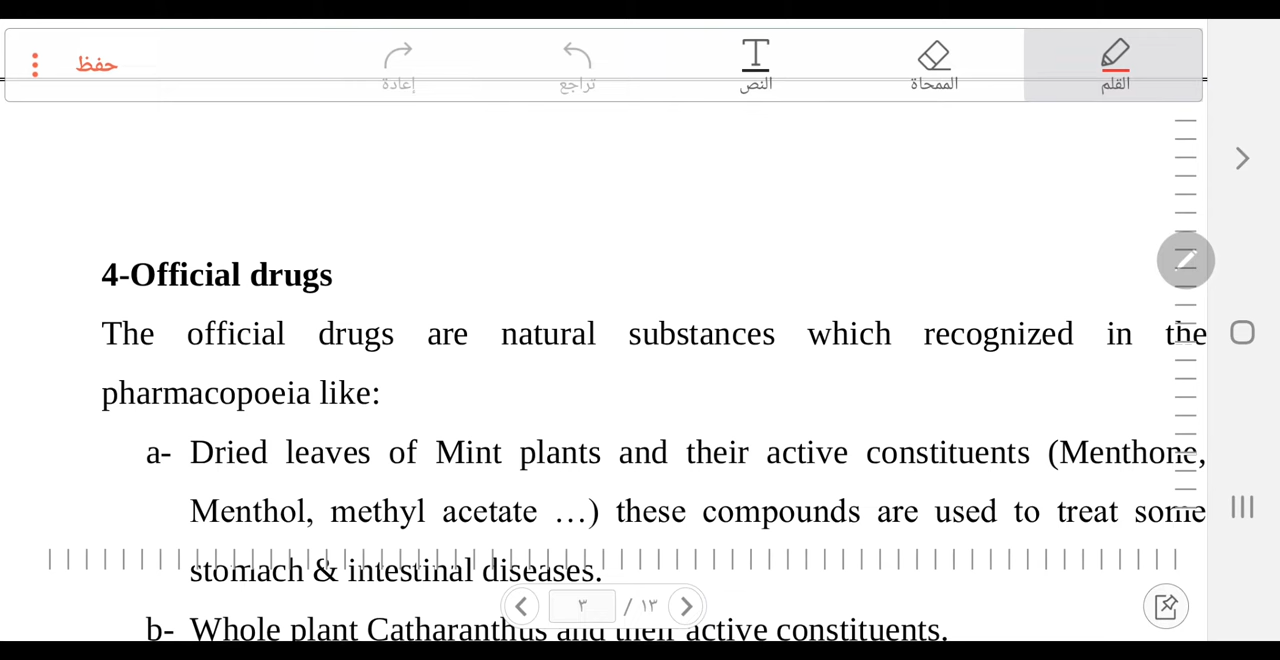 حفظ
إعادة
تراجع
النص
الممحاة
القلم
4-Official drugs
The official drugs are natural substances which recognized in the
pharmacopoeia like:
a- Dried leaves of Mint plants and their active constituents (Menthone,
Menthol, methyl acetate …) these compounds are used to treat some
stomach & intestinal diseases.
٣ / ١٣
b- Whole plant Catharanthus and their active constituents.